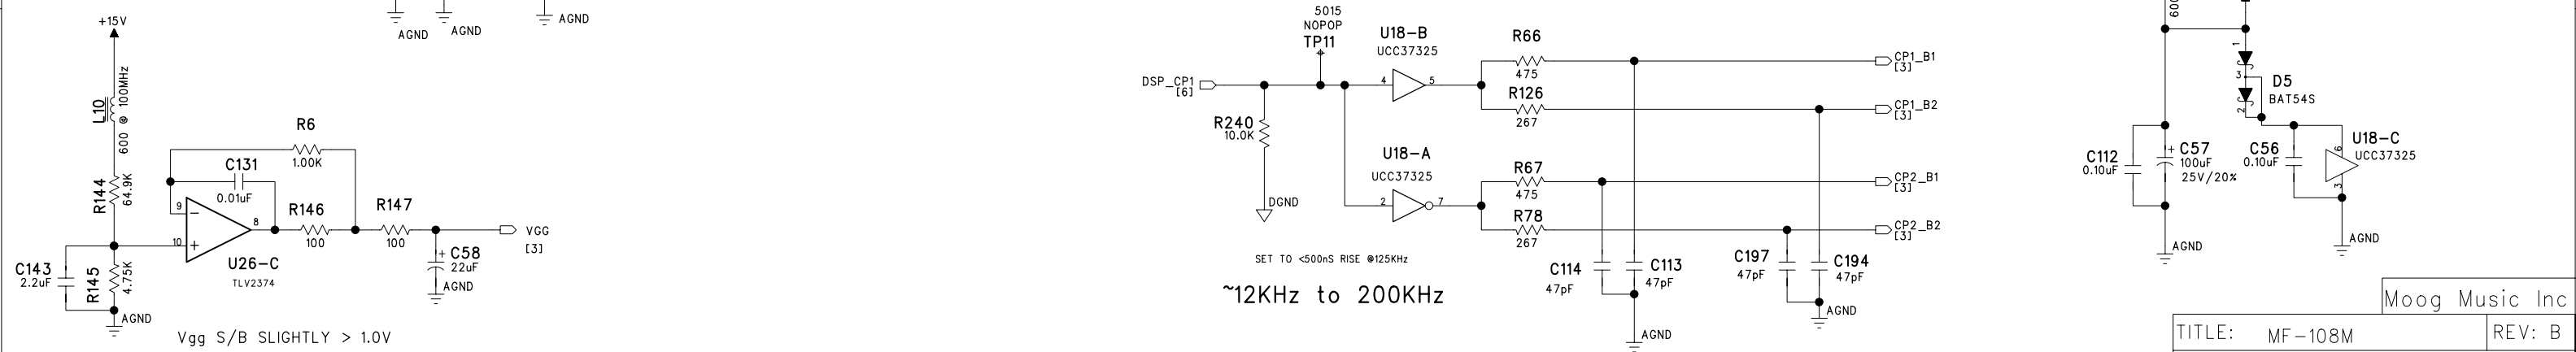 +15V
L10
600 @ 100MHz
R144
64.9K
R6
1.00K
C131
0.01uF
9
10
8
U26-C
TLV2374
R146
100
R147
100
C58
22uF
AGND
VGG
[3]
C143
2.2uF
R145
4.75K
AGND
Vgg S/B SLIGHTLY > 1.0V
AGND
AGND
AGND
5015
NOPOP
TP11
DSP_CP1
[6]
R240
10.0K
DGND
U18-B
UCC37325
4
5
U18-A
UCC37325
2
7
R66
475
R126
267
R67
475
R78
267
CP1_B1
[3]
CP1_B2
[3]
CP2_B1
[3]
CP2_B2
[3]
SET TO <500nS RISE @125KHz
~12KHz to 200KHz
C114
47pF
C113
47pF
AGND
C197
47pF
C194
47pF
AGND
1
3
2
D5
BAT54S
C112
0.10uF
C57
100uF
25V/20%
AGND
C56
0.10uF
6
3
U18-C
UCC37325
AGND
Moog Music Inc
TITLE: MF-108M
REV: B